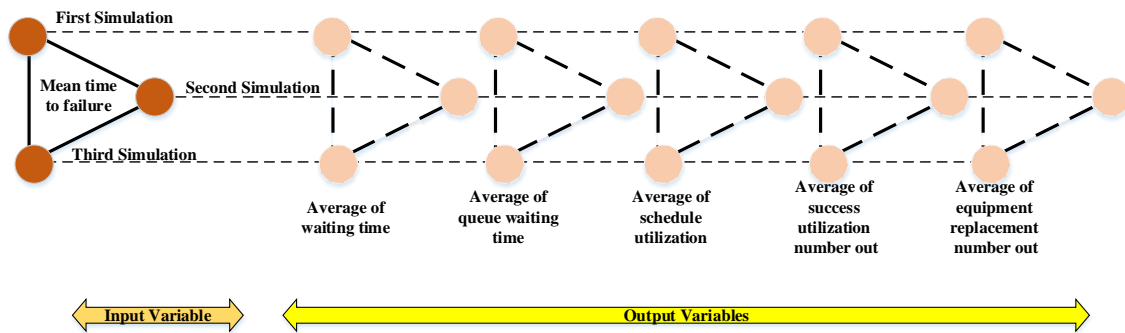 First Simulation
Mean time
to failure
Second Simulation
Third Simulation
Average of
waiting time
Average of
queue waiting
time
Average of
schedule
utilization
Average of
success
utilization
number out
Average of
equipment
replacement
number out
Input Variable
Output Variables